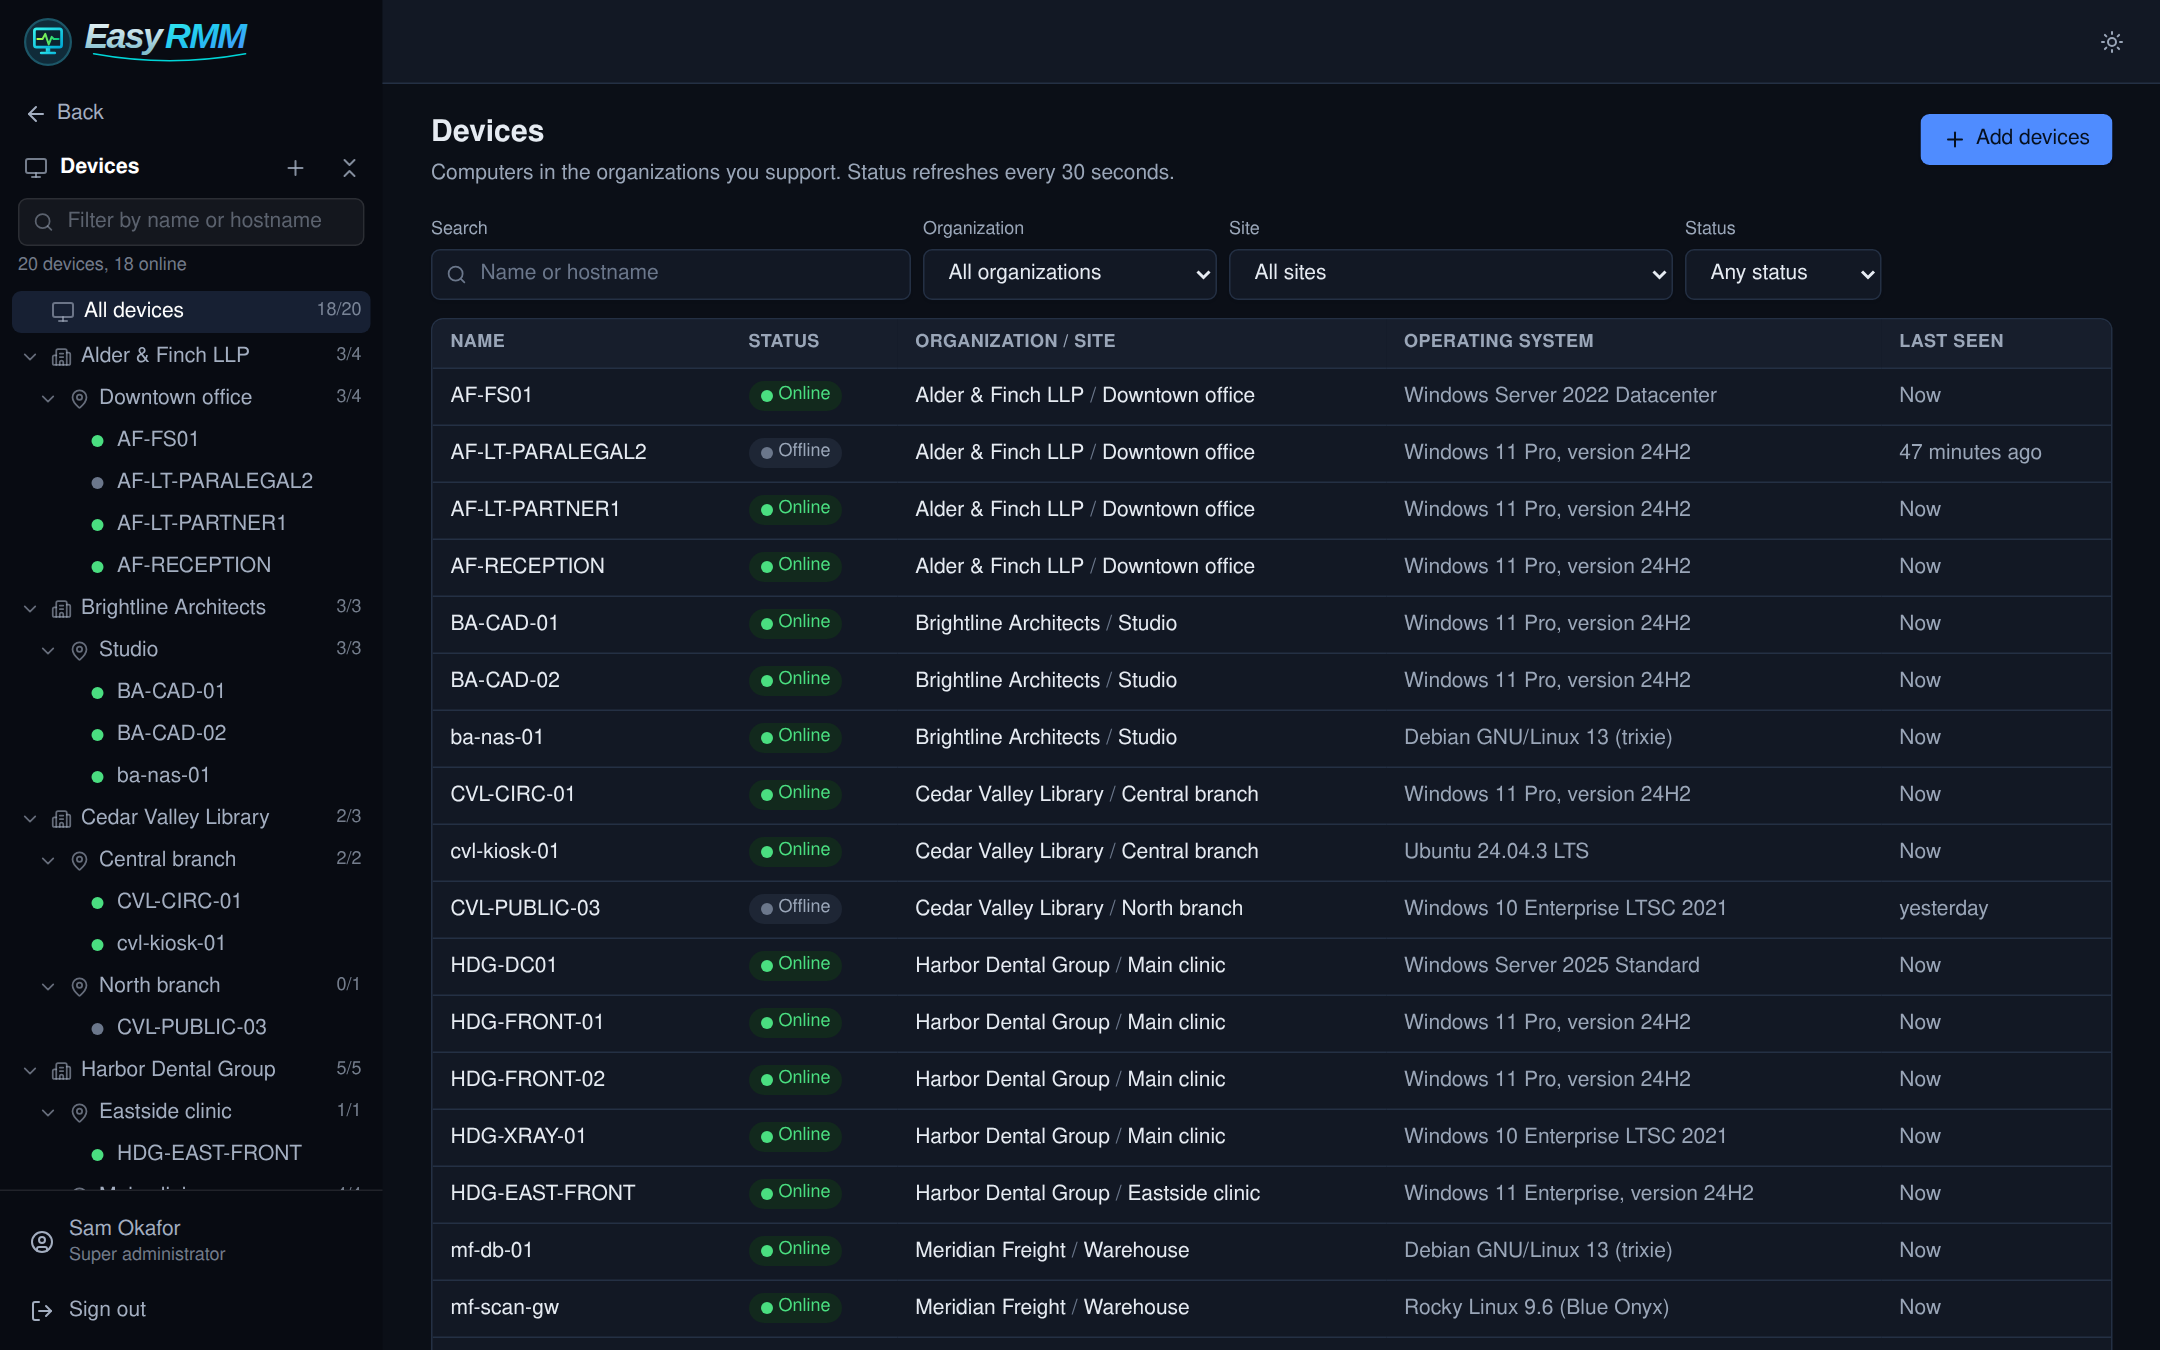 EasyRMM
Back
Devices
Filter by name or hostname
20 devices, 18 online
All devices 18/20
Alder & Finch LLP 3/4
Downtown office 3/4
AF-FS01
AF-LT-PARALEGAL2
AF-LT-PARTNER1
AF-RECEPTION
Brightline Architects 3/3
Studio 3/3
BA-CAD-01
BA-CAD-02
ba-nas-01
Cedar Valley Library 2/3
Central branch 2/2
CVL-CIRC-01
cvl-kiosk-01
North branch 0/1
CVL-PUBLIC-03
Harbor Dental Group 5/5
Eastside clinic 1/1
HDG-EAST-FRONT
Sam Okafor
Super administrator
Sign out
Devices
Computers in the organizations you support. Status refreshes every 30 seconds.
Add devices
Search Organization Site Status
Name or hostname All organizations All sites Any status
NAME STATUS ORGANIZATION / SITE OPERATING SYSTEM LAST SEEN
AF-FS01 Online Alder & Finch LLP / Downtown office Windows Server 2022 Datacenter Now
AF-LT-PARALEGAL2 Offline Alder & Finch LLP / Downtown office Windows 11 Pro, version 24H2 47 minutes ago
AF-LT-PARTNER1 Online Alder & Finch LLP / Downtown office Windows 11 Pro, version 24H2 Now
AF-RECEPTION Online Alder & Finch LLP / Downtown office Windows 11 Pro, version 24H2 Now
BA-CAD-01 Online Brightline Architects / Studio Windows 11 Pro, version 24H2 Now
BA-CAD-02 Online Brightline Architects / Studio Windows 11 Pro, version 24H2 Now
ba-nas-01 Online Brightline Architects / Studio Debian GNU/Linux 13 (trixie) Now
CVL-CIRC-01 Online Cedar Valley Library / Central branch Windows 11 Pro, version 24H2 Now
cvl-kiosk-01 Online Cedar Valley Library / Central branch Ubuntu 24.04.3 LTS Now
CVL-PUBLIC-03 Offline Cedar Valley Library / North branch Windows 10 Enterprise LTSC 2021 yesterday
HDG-DC01 Online Harbor Dental Group / Main clinic Windows Server 2025 Standard Now
HDG-FRONT-01 Online Harbor Dental Group / Main clinic Windows 11 Pro, version 24H2 Now
HDG-FRONT-02 Online Harbor Dental Group / Main clinic Windows 11 Pro, version 24H2 Now
HDG-XRAY-01 Online Harbor Dental Group / Main clinic Windows 10 Enterprise LTSC 2021 Now
HDG-EAST-FRONT Online Harbor Dental Group / Eastside clinic Windows 11 Enterprise, version 24H2 Now
mf-db-01 Online Meridian Freight / Warehouse Debian GNU/Linux 13 (trixie) Now
mf-scan-gw Online Meridian Freight / Warehouse Rocky Linux 9.6 (Blue Onyx) Now